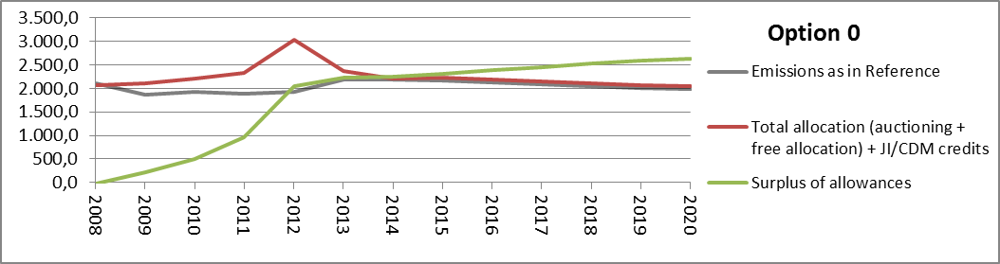 Option 0
3.500,0
3.000,0
2.500,0
2.000,0
1.500,0
1.000,0
500,0
0,0
2008 2009 2010 2011 2012 2013 2014 2015 2016 2017 2018 2019 2020
Emissions as in Reference
Total allocation (auctioning +
free allocation) + JI/CDM credits
Surplus of allowances